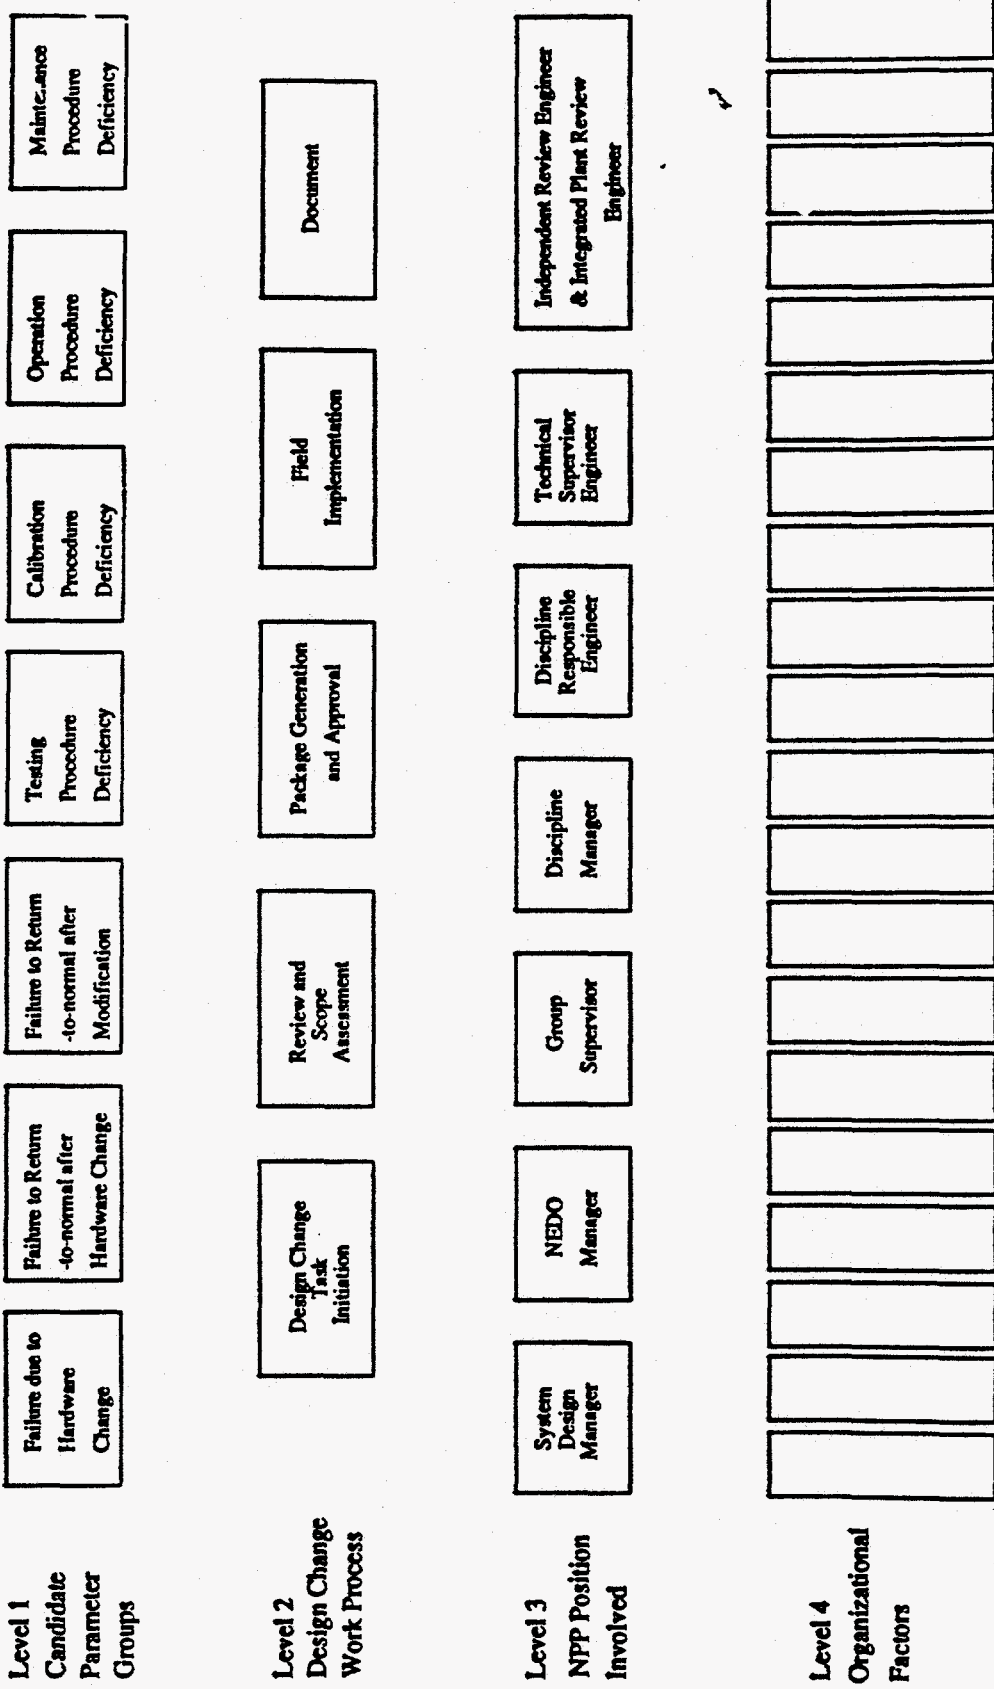 Level 1
Candidate
Parameter
Groups
Failure due to
Hardware
Change
Failure to Return
-to-normal after
Hardware Change
Failure to Return
-to-normal after
Modification
Testing
Procedure
Deficiency
Calibration
Procedure
Deficiency
Operation
Procedure
Deficiency
Maintenance
Procedure
Deficiency
Level 2
Design Change
Work Process
Design Change
Task
Initiation
Review and
Scope
Assessment
Package Generation
and Approval
Field
Implementation
Document
Level 3
NPP Position
Involved
System
Design
Manager
NEDO
Manager
Group
Supervisor
Discipline
Manager
Discipline
Responsible
Engineer
Technical
Supervisor
Engineer
Independent Review Engineer
& Integrated Plant Review
Engineer
Level 4
Organizational
Factors